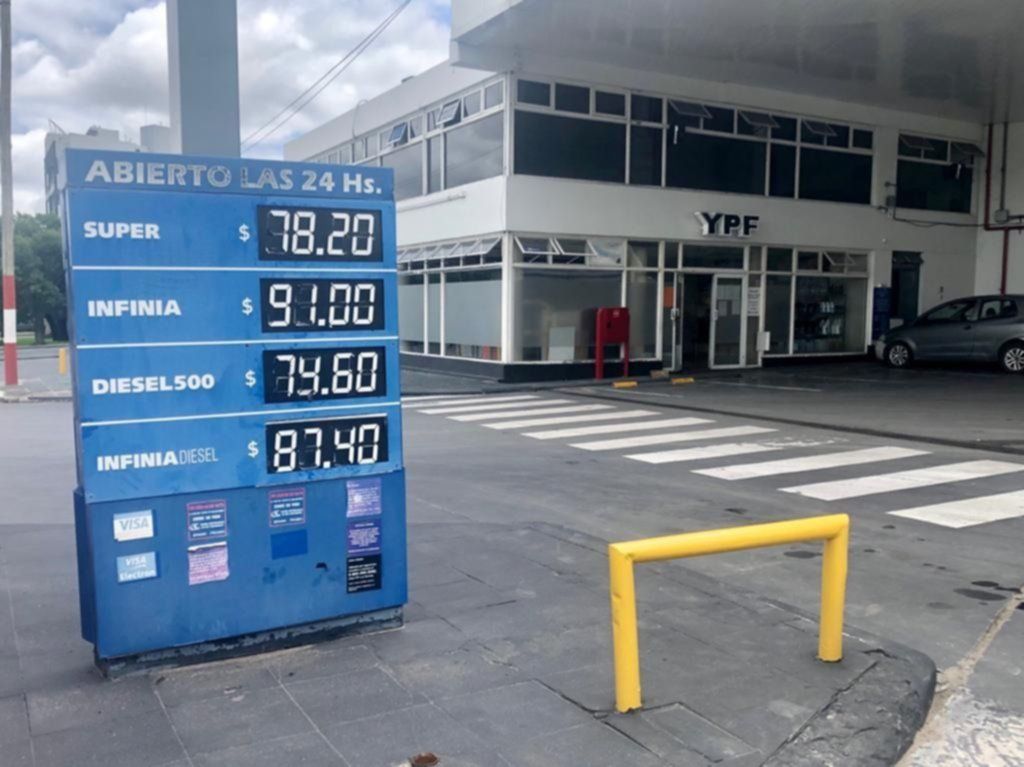 ABIERTO LAS 24 Hs.
SUPER $ 78.20
INFINIA $ 91.00
DIESEL500 $ 74.60
INFINIA DIESEL $ 87.40
VISA
VISA
Electron
YPF